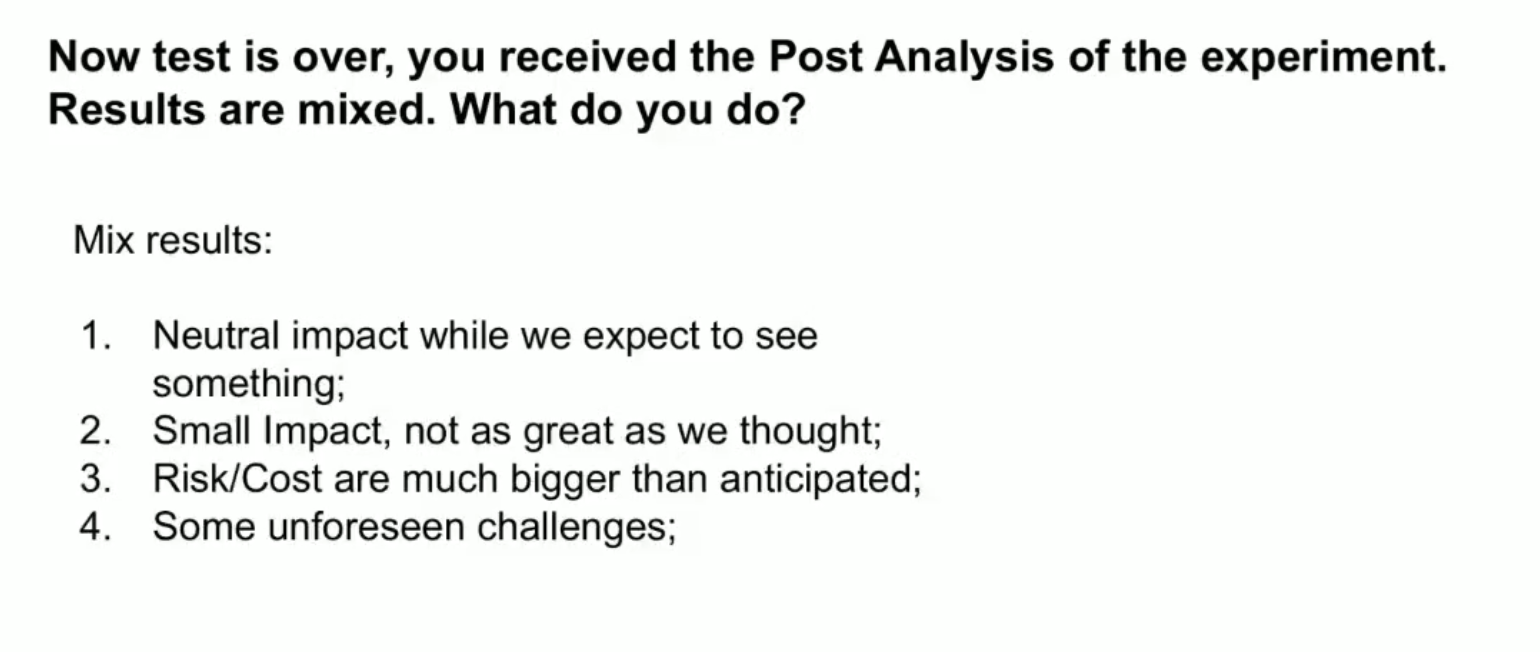 Now test is over, you received the Post Analysis of the experiment.
Results are mixed. What do you do?
Mix results:
1. Neutral impact while we expect to see
something;
2. Small Impact, not as great as we thought;
3. Risk/Cost are much bigger than anticipated;
4. Some unforeseen challenges;